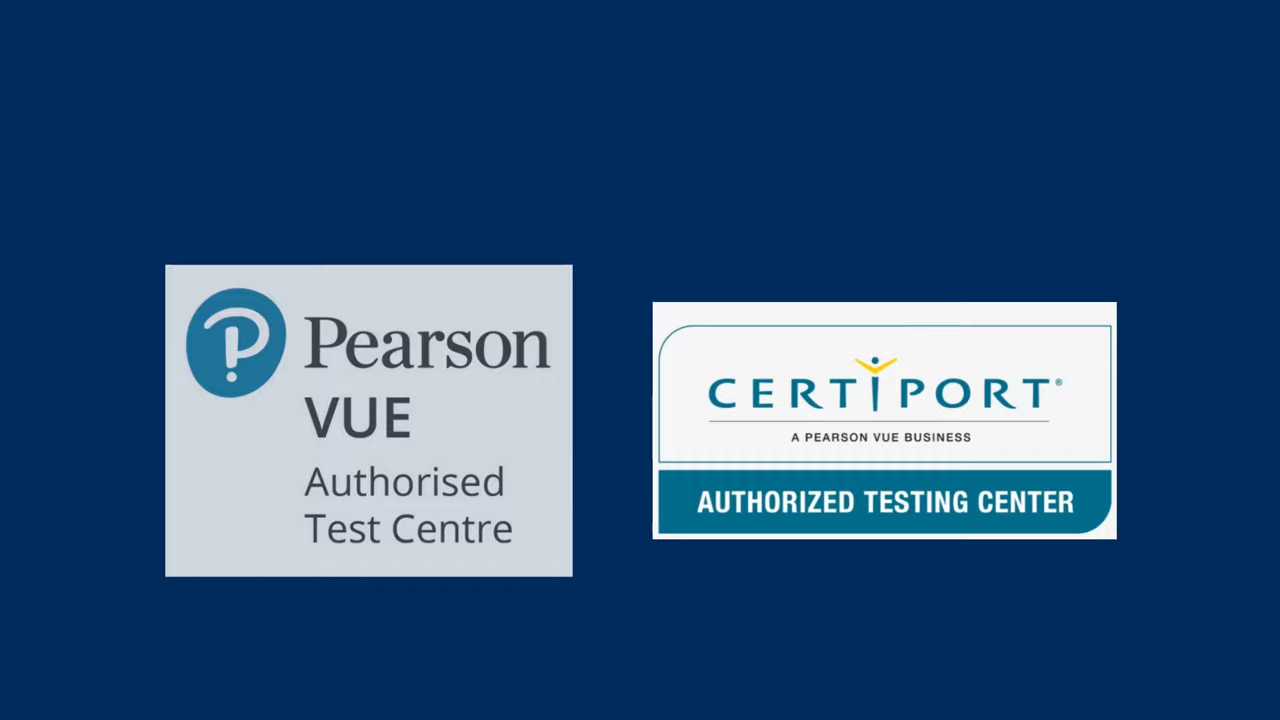 Pearson
VUE
Authorised
Test Centre
CERTIPORT®
A PEARSON VUE BUSINESS
AUTHORIZED TESTING CENTER